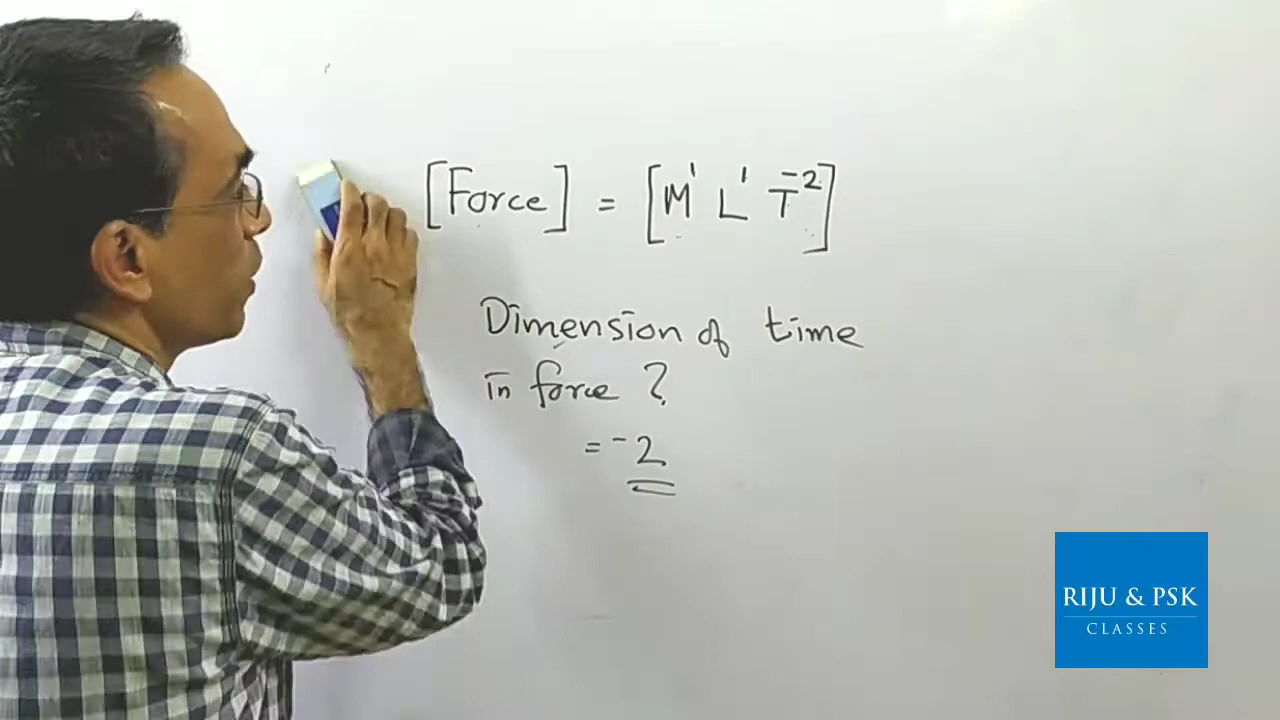 [Force] = [M¹ L¹ T⁻²]
Dimension of time
in force ?
= -2
RIJU & PSK
CLASSES